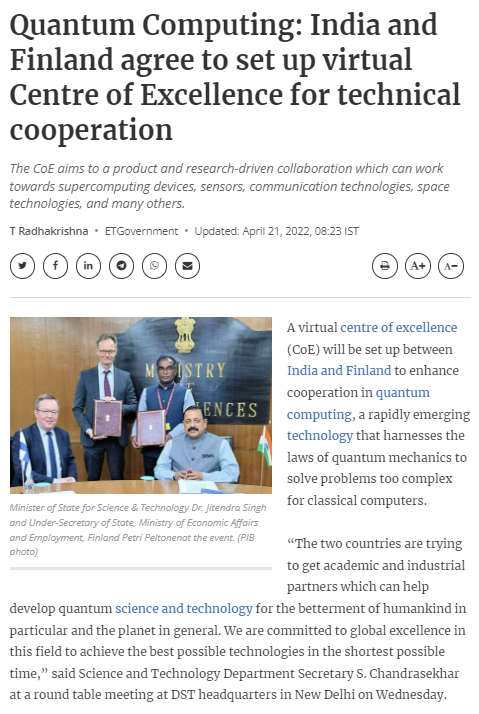 Quantum Computing: India and
Finland agree to set up virtual
Centre of Excellence for technical
cooperation
The CoE aims to a product and research-driven collaboration which can work
towards supercomputing devices, sensors, communication technologies, space
technologies, and many others.
T Radhakrishna • ETGovernment • Updated: April 21, 2022, 08:23 IST
f
in
A+
A−
MINISTRY
A virtual centre of excellence
(CoE) will be set up between
India and Finland to enhance
cooperation in quantum
computing, a rapidly emerging
technology that harnesses the
laws of quantum mechanics to
solve problems too complex
for classical computers.
Minister of State for Science & Technology Dr. Jitendra Singh
and Under-Secretary of State, Ministry of Economic Affairs
and Employment, Finland Petri Peltonenat the event. (PIB
photo)
“The two countries are trying
to get academic and industrial
partners which can help
develop quantum science and technology for the betterment of humankind in
particular and the planet in general. We are committed to global excellence in
this field to achieve the best possible technologies in the shortest possible
time,” said Science and Technology Department Secretary S. Chandrasekhar
at a round table meeting at DST headquarters in New Delhi on Wednesday.